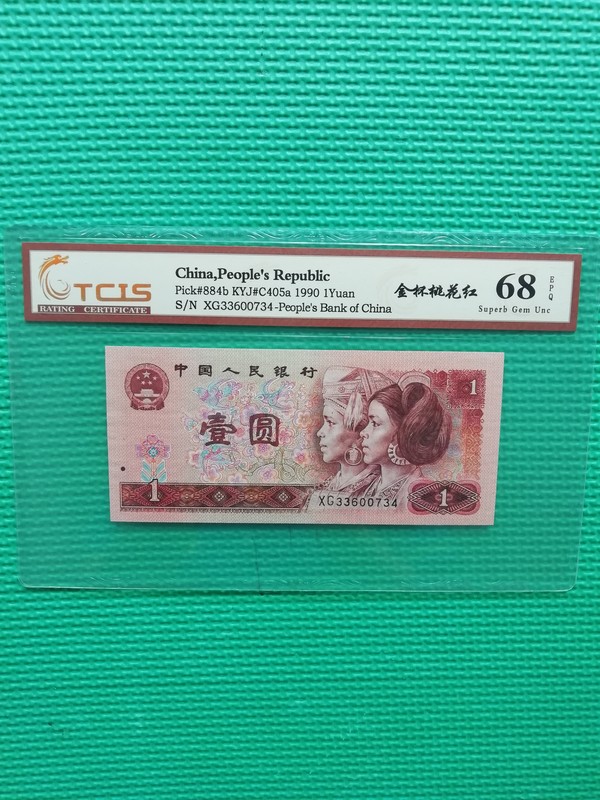 TCIS
RATING CERTIFICATE
China,People's Republic
Pick#884b KYJ#C405a 1990 1Yuan
S/N XG33600734-People's Bank of China
金杯桃花红
68
EPQ
Superb Gem Unc
中国人民银行
1
壹圆
1
XG33600734
1